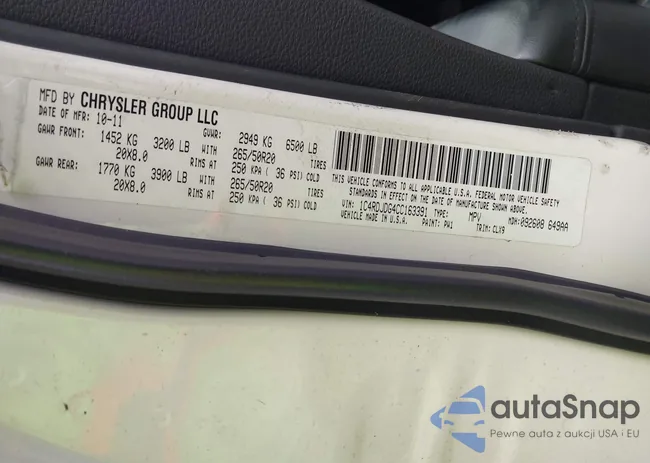 MFD BY CHRYSLER GROUP LLC
DATE OF MFR: 10-11 GVWR: 2949 KG 6500 LB
GAWR FRONT: 1452 KG 3200 LB WITH 265/50R20 TIRES
20X8.0 RIMS AT 250 KPA ( 36 PSI) COLD
GAWR REAR: 1770 KG 3900 LB WITH 265/50R20 TIRES
20X8.0 RIMS AT 250 KPA ( 36 PSI) COLD
THIS VEHICLE CONFORMS TO ALL APPLICABLE U.S.A. FEDERAL MOTOR VEHICLE SAFETY
STANDARDS IN EFFECT ON THE DATE OF MANUFACTURE SHOWN ABOVE.
VIN: 1C4RDJDG4CC163391 TYPE: MPV MDH: 092608 649AA
VEHICLE MADE IN U.S.A. PAINT: PW1 TRIM: CLX9
autaSnap
Pewne auta z aukcji USA i EU